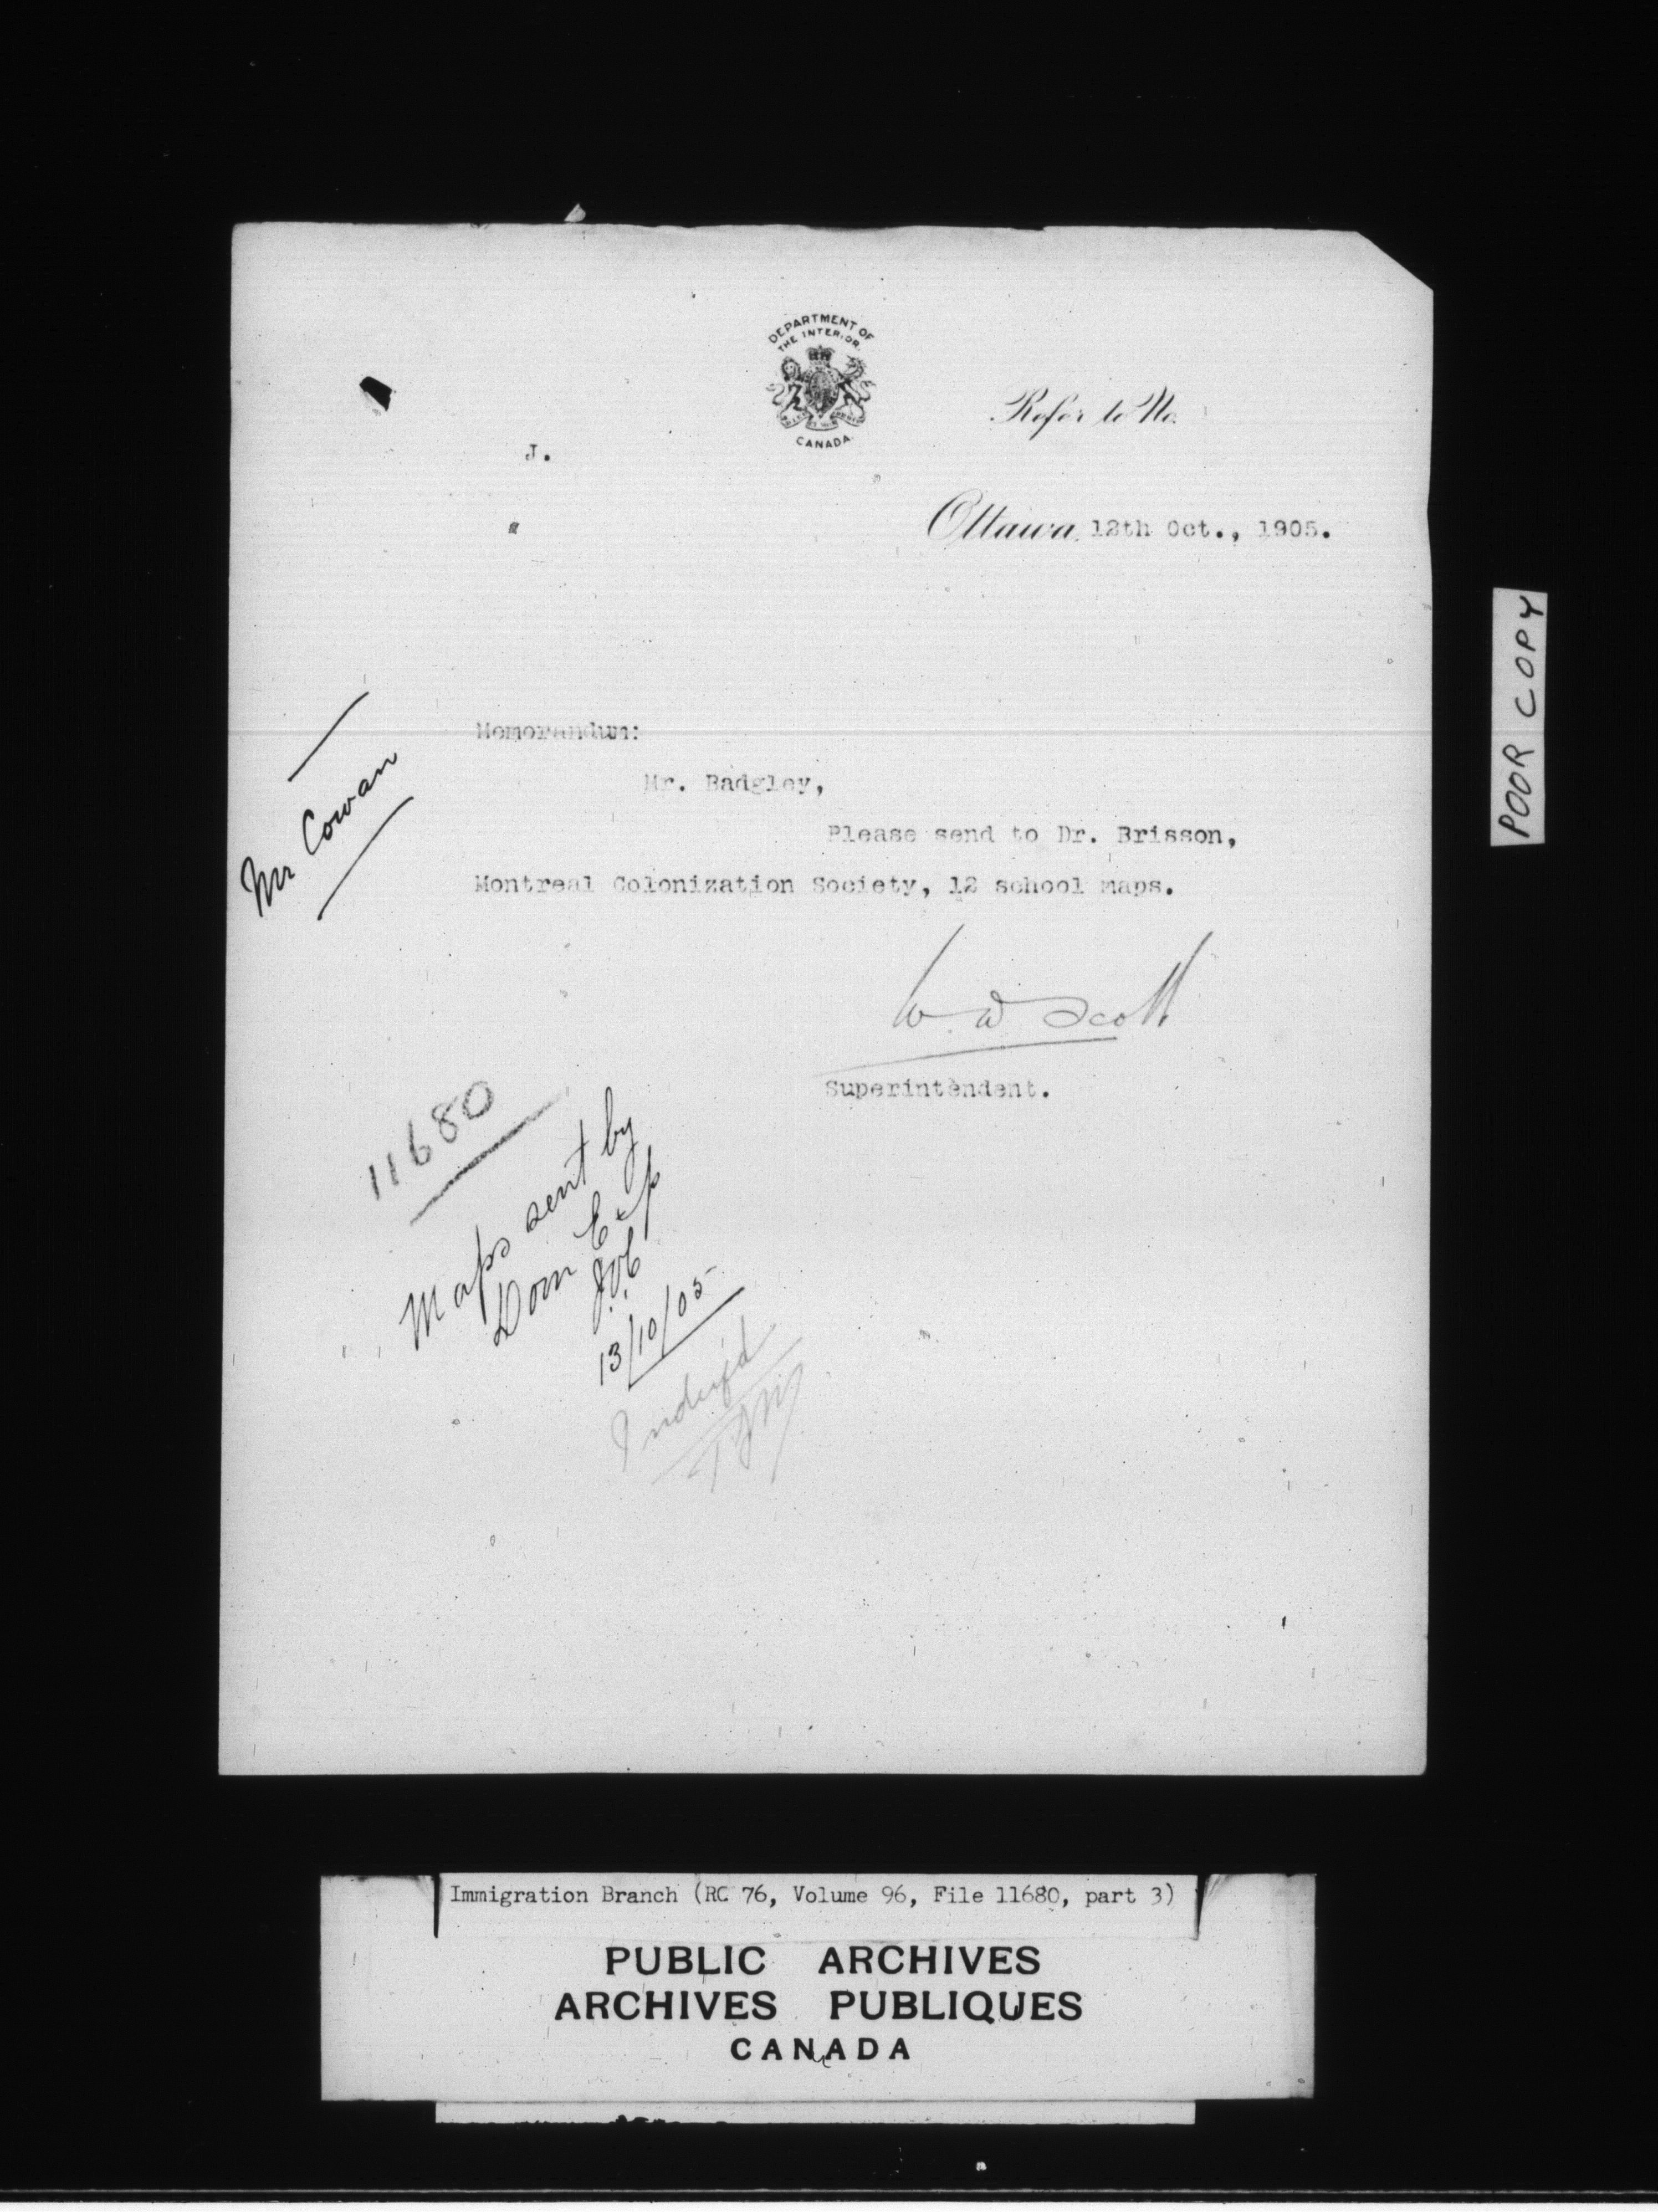 DEPARTMENT OF
THE INTERIOR.
CANADA
Refer to No.
J.
Ottawa, 12th Oct., 1905.
Memorandum:
Mr. Badgley,
Please send to Dr. Brisson,
Montreal Colonization Society, 12 school maps.
W. D. Scott
Superintendent.
Mr Cowan
11680
Maps sent by
Dom Exp
13/10/05
POOR COPY
Immigration Branch (RG 76, Volume 96, File 11680, part 3)
PUBLIC ARCHIVES
ARCHIVES PUBLIQUES
CANADA